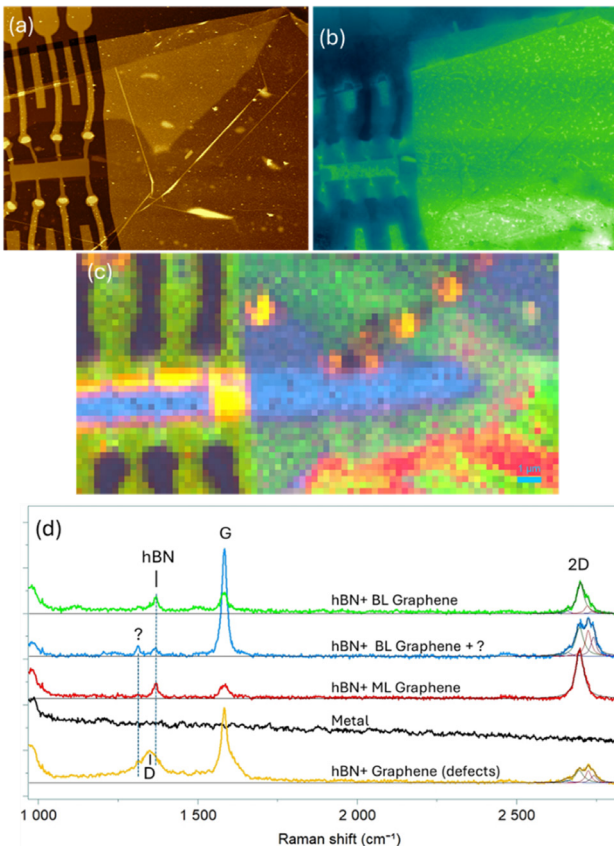 (a)
(b)
(c)
1 µm
(d)
G
hBN
2D
hBN+ BL Graphene
?
hBN+ BL Graphene + ?
hBN+ ML Graphene
Metal
D
hBN+ Graphene (defects)
1 000
1 500
2 000
2 500
Raman shift (cm⁻¹)